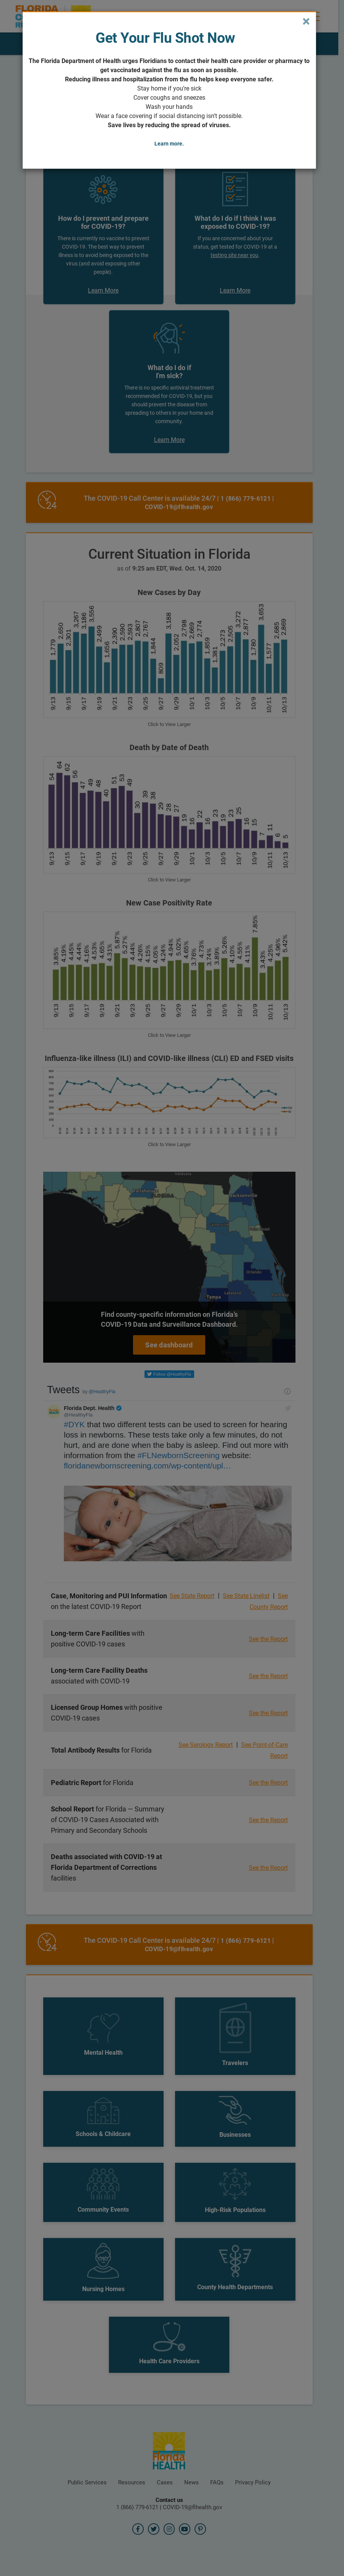 FLORIDA
×
Get Your Flu Shot Now
The Florida Department of Health urges Floridians to contact their health care provider or pharmacy to
get vaccinated against the flu as soon as possible.
Reducing illness and hospitalization from the flu helps keep everyone safer.
Stay home if you're sick
Cover coughs and sneezes
Wash your hands
Wear a face covering if social distancing isn't possible.
Save lives by reducing the spread of viruses.
Learn more.
How do I prevent and prepare
for COVID-19?
There is currently no vaccine to prevent
COVID-19. The best way to prevent
illness is to avoid being exposed to the
virus (and avoid exposing other
people)
Learn More
What do I do if I think I was
exposed to COVID-19?
If you are concerned about your
status, get tested for COVID-19 at a
testing site near you.
Learn More
What do I do if
I'm sick?
There is no specific antiviral treatment
recommended for COVID-19, but you
should prevent the disease from
spreading to others in your home and
community.
Learn More
24
The COVID-19 Call Center is available 24/7 | 1 (866) 779-6121 |
COVID-19@flhealth.gov
Current Situation in Florida
as of 9:25 am EDT, Wed. Oct. 14, 2020
New Cases by Day
1,779 2,650 2,301 3,267 3,186 3,556 2,499 1,656 2,390 2,590 2,593 2,807 2,767 1,844 809 3,188 2,052 2,798 2,669 2,774 1,859 1,381 2,273 2,505 3,272 2,877 1,780 3,653 1,577 2,685 2,869
9/13 9/15 9/17 9/19 9/21 9/23 9/25 9/27 9/29 10/1 10/3 10/5 10/7 10/9 10/11 10/13
Click to View Larger
Death by Date of Death
54 64 62 56 47 49 48 40 51 53 49 30 39 38 29 28 27 19 16 22 16 23 19 23 25 16 15 7 11 6 5
9/13 9/15 9/17 9/19 9/21 9/23 9/25 9/27 9/29 10/1 10/3 10/5 10/7 10/9 10/11 10/13
Click to View Larger
New Case Positivity Rate
3.85% 4.19% 4.45% 4.44% 4.16% 4.53% 4.65% 4.31% 5.87% 5.27% 4.44% 4.26% 4.15% 4.05% 4.24% 4.94% 5.02% 4.65% 3.76% 4.73% 3.74% 3.89% 5.26% 4.10% 4.55% 4.11% 7.85% 3.43% 4.25% 4.96% 5.42%
9/13 9/15 9/17 9/19 9/21 9/23 9/25 9/27 9/29 10/1 10/3 10/5 10/7 10/9 10/11 10/13
Click to View Larger
Influenza-like illness (ILI) and COVID-like illness (CLI) ED and FSED visits
Click to View Larger
Tallahassee
Jacksonville
Orlando
Tampa
Find county-specific information on Florida's
COVID-19 Data and Surveillance Dashboard.
See dashboard
Follow @HealthyFla
Tweets by @HealthyFla
Florida Dept. Health
@HealthyFla
#DYK that two different tests can be used to screen for hearing
loss in newborns. These tests take only a few minutes, do not
hurt, and are done when the baby is asleep. Find out more with
information from the #FLNewbornScreening website:
floridanewbornscreening.com/wp-content/upl…
Case, Monitoring and PUI Information
on the latest COVID-19 Report
See State Report | See State Linelist | See
County Report
Long-term Care Facilities with
positive COVID-19 cases
See the Report
Long-term Care Facility Deaths
associated with COVID-19
See the Report
Licensed Group Homes with positive
COVID-19 cases
See the Report
Total Antibody Results for Florida
See Serology Report | See Point-of-Care
Report
Pediatric Report for Florida
See the Report
School Report for Florida — Summary
of COVID-19 Cases Associated with
Primary and Secondary Schools
See the Report
Deaths associated with COVID-19 at
Florida Department of Corrections
facilities
See the Report
24
The COVID-19 Call Center is available 24/7 | 1 (866) 779-6121 |
COVID-19@flhealth.gov
Mental Health
Travelers
Schools & Childcare
Businesses
Community Events
High-Risk Populations
Nursing Homes
County Health Departments
Health Care Providers
Florida
HEALTH
Public Services Resources Cases News FAQs Privacy Policy
Contact us
1 (866) 779-6121 | COVID-19@flhealth.gov